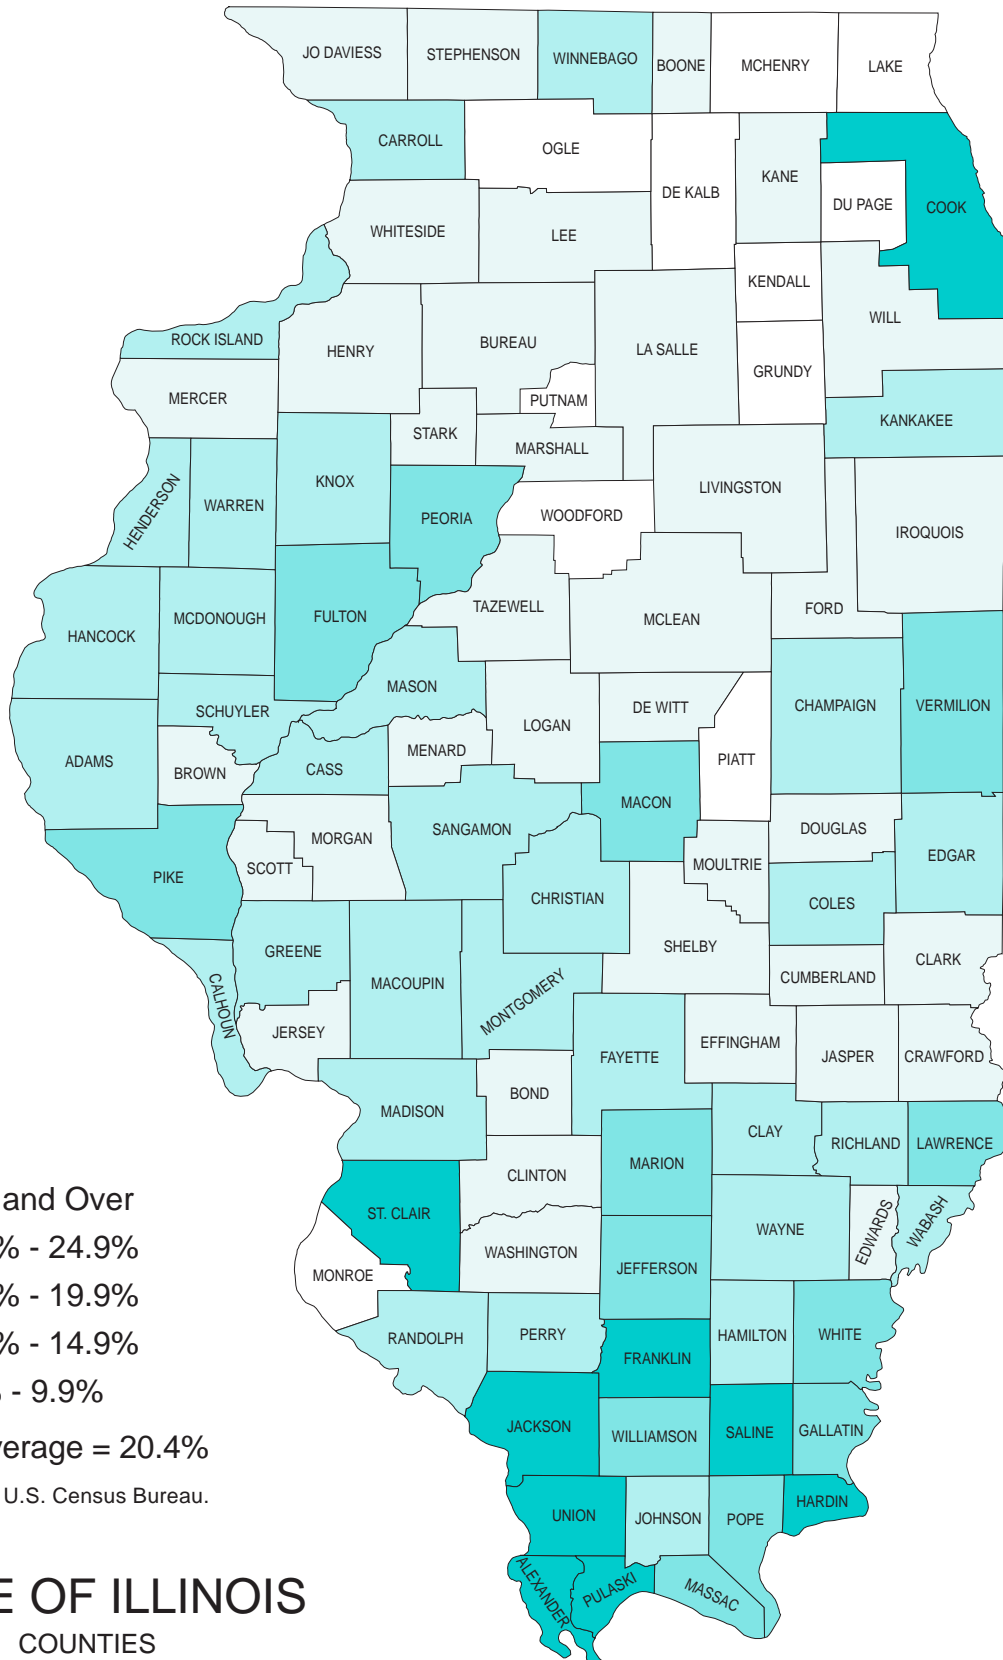 JO DAVIESS
STEPHENSON
WINNEBAGO
BOONE
MCHENRY
LAKE
CARROLL
OGLE
DE KALB
KANE
DU PAGE
COOK
WHITESIDE
LEE
KENDALL
WILL
ROCK ISLAND
HENRY
BUREAU
LA SALLE
GRUNDY
MERCER
PUTNAM
KANKAKEE
STARK
MARSHALL
HENDERSON
WARREN
KNOX
PEORIA
WOODFORD
LIVINGSTON
IROQUOIS
HANCOCK
MCDONOUGH
FULTON
TAZEWELL
MCLEAN
FORD
MASON
SCHUYLER
LOGAN
DE WITT
CHAMPAIGN
VERMILION
ADAMS
BROWN
CASS
MENARD
PIATT
MACON
SANGAMON
MORGAN
SCOTT
PIKE
DOUGLAS
MOULTRIE
EDGAR
CHRISTIAN
COLES
GREENE
MACOUPIN
MONTGOMERY
SHELBY
CUMBERLAND
CLARK
CALHOUN
JERSEY
FAYETTE
EFFINGHAM
JASPER
CRAWFORD
MADISON
BOND
CLAY
RICHLAND
LAWRENCE
MARION
CLINTON
ST. CLAIR
WAYNE
EDWARDS
WABASH
WASHINGTON
JEFFERSON
MONROE
RANDOLPH
PERRY
HAMILTON
WHITE
FRANKLIN
JACKSON
WILLIAMSON
SALINE
GALLATIN
UNION
JOHNSON
POPE
HARDIN
ALEXANDER
PULASKI
MASSAC
and Over
% - 24.9%
% - 19.9%
% - 14.9%
% - 9.9%
verage = 20.4%
U.S. Census Bureau.
E OF ILLINOIS
COUNTIES